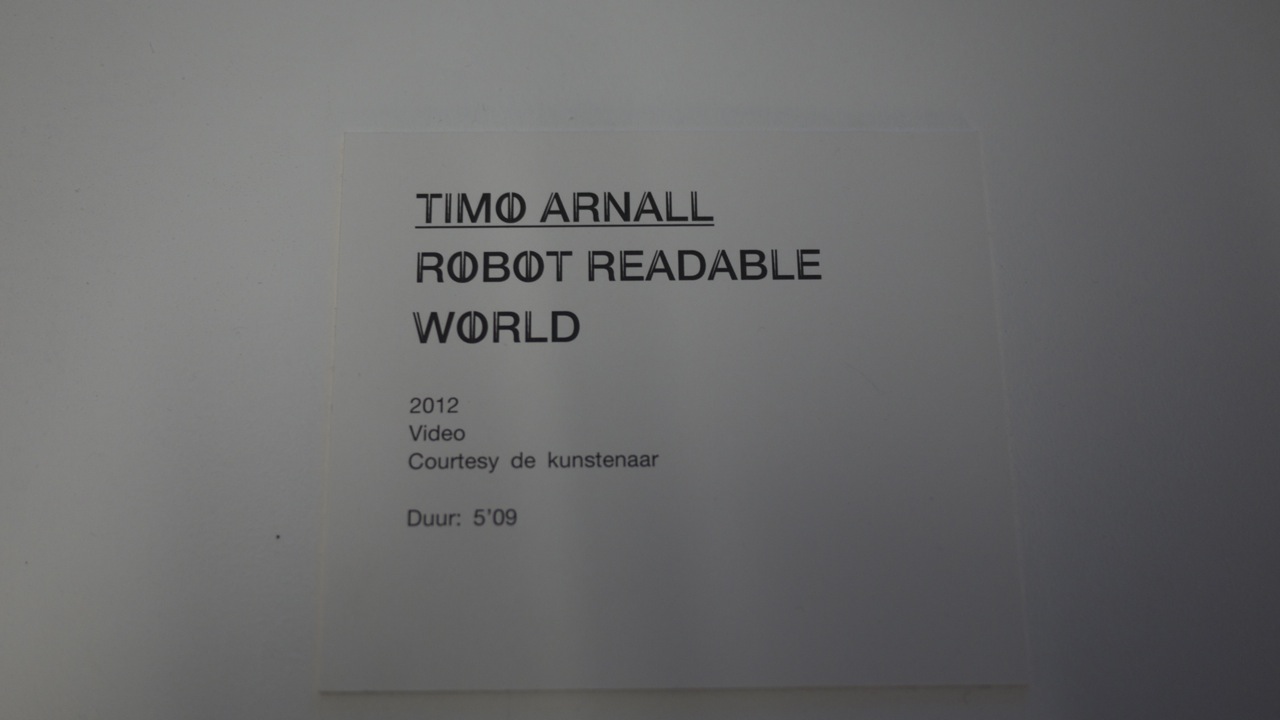 TIMO ARNALL
ROBOT READABLE
WORLD
2012
Video
Courtesy de kunstenaar
Duur: 5'09